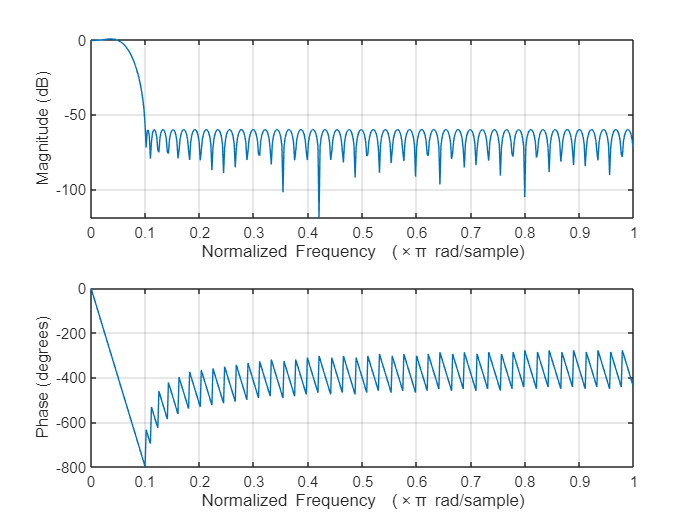 0
-50
-100
Magnitude (dB)
0 0.1 0.2 0.3 0.4 0.5 0.6 0.7 0.8 0.9 1
Normalized Frequency (×π rad/sample)
0
-200
-400
-600
-800
Phase (degrees)
0 0.1 0.2 0.3 0.4 0.5 0.6 0.7 0.8 0.9 1
Normalized Frequency (×π rad/sample)